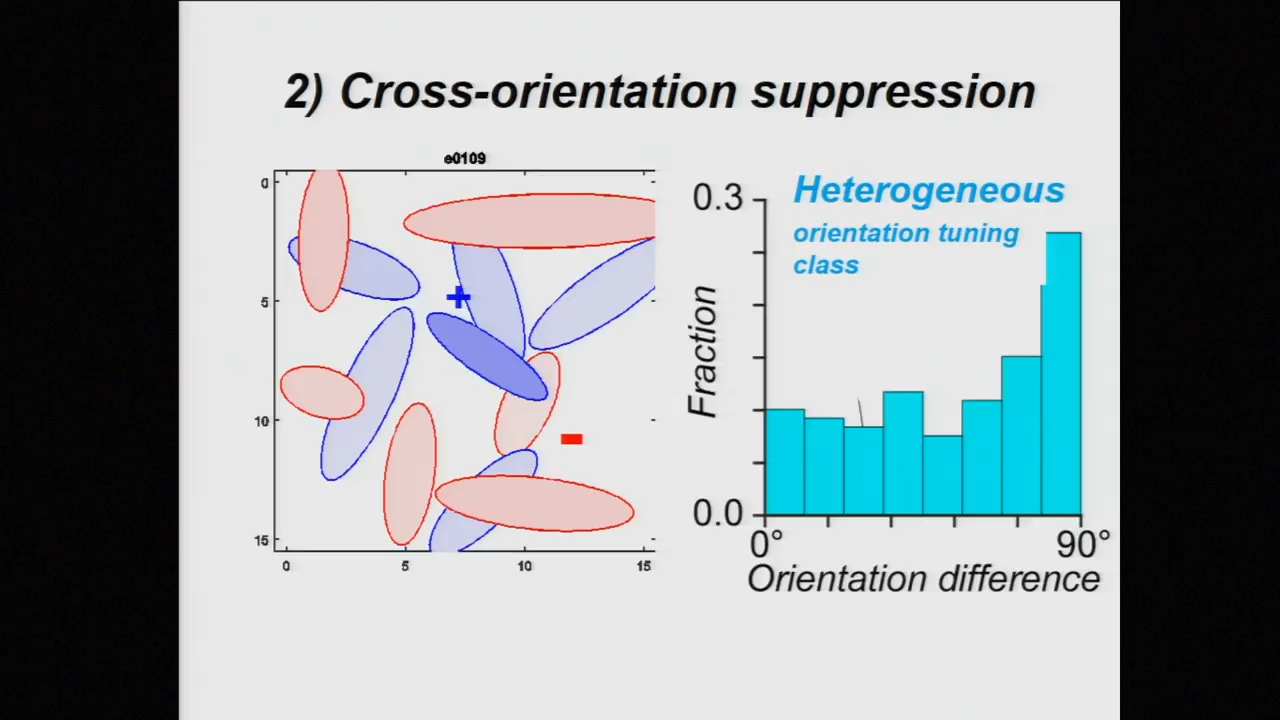 2) Cross-orientation suppression
e0109
0
5
10
15
0
5
10
15
+
-
Heterogeneous
orientation tuning
class
0.3
Fraction
0.0
0°
90°
Orientation difference